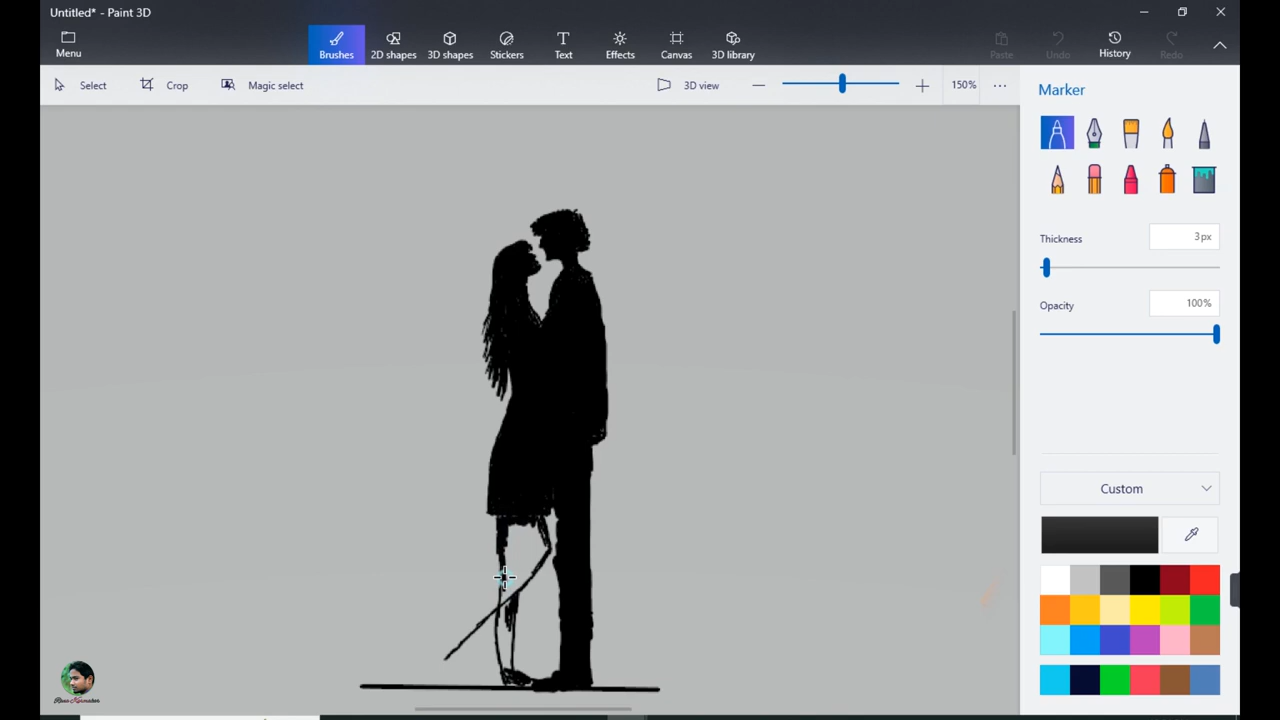 Untitled* - Paint 3D
Menu
Brushes
2D shapes
3D shapes
Stickers
Text
Effects
Canvas
3D library
Paste
Undo
History
Redo
Select
Crop
Magic select
3D view
150%
Marker
Thickness
3px
Opacity
100%
Custom